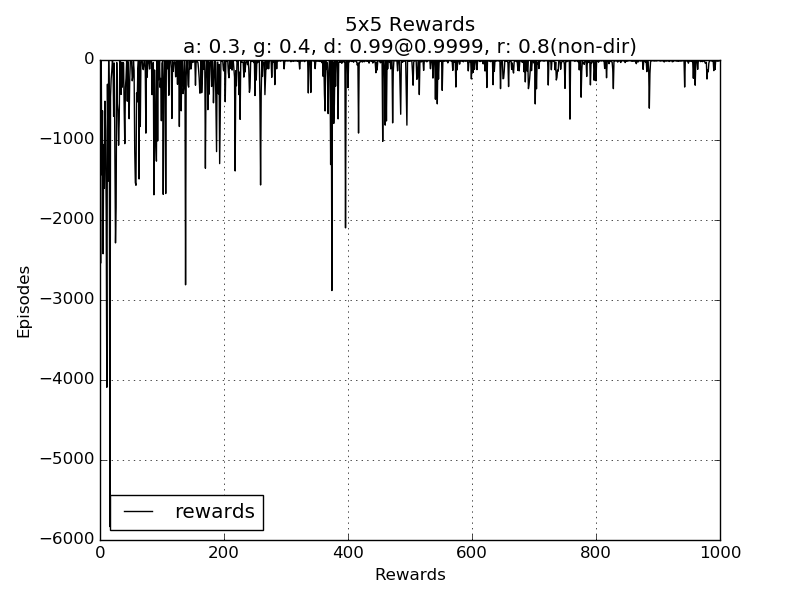 5x5 Rewards
a: 0.3, g: 0.4, d: 0.99@0.9999, r: 0.8(non-dir)
0
−1000
−2000
−3000
−4000
−5000
−6000
Episodes
rewards
0 200 400 600 800 1000
Rewards